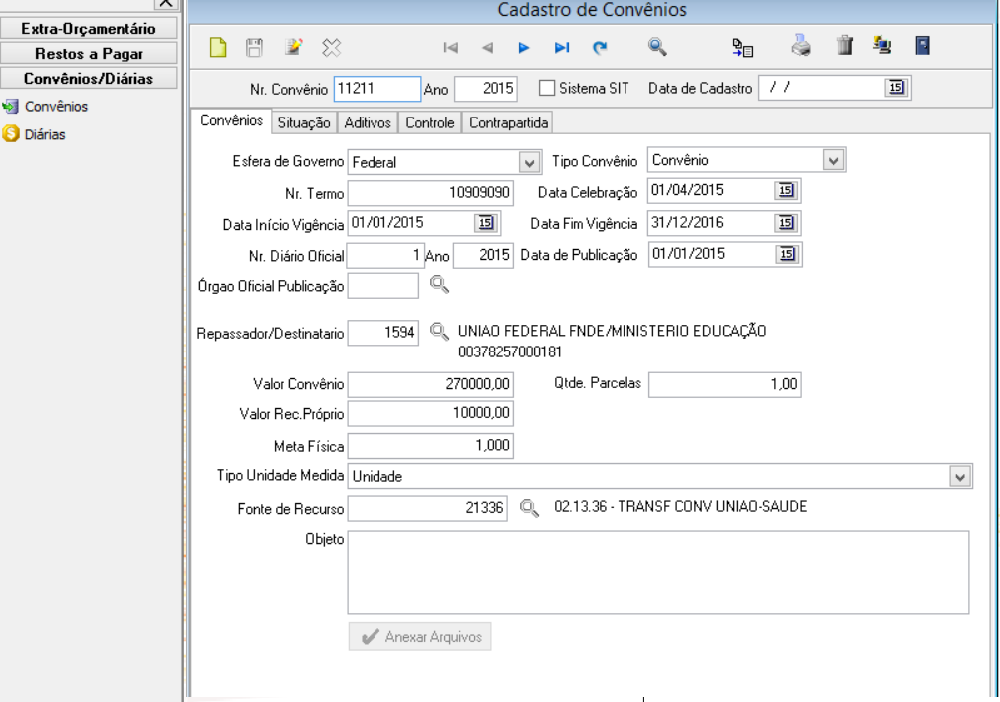 Cadastro de Convênios
Extra-Orçamentário
Restos a Pagar
Convênios/Diárias
Convênios
Diárias
Nr. Convênio 11211 Ano 2015 Sistema SIT Data de Cadastro / / 15
Convênios Situação Aditivos Controle Contrapartida
Esfera de Governo Federal Tipo Convênio Convênio
Nr. Termo 10909090 Data Celebração 01/04/2015 15
Data Início Vigência 01/01/2015 15 Data Fim Vigência 31/12/2016 15
Nr. Diário Oficial 1 Ano 2015 Data de Publicação 01/01/2015 15
Órgao Oficial Publicação
Repassador/Destinatario 1594 UNIAO FEDERAL FNDE/MINISTERIO EDUCAÇÃO
00378257000181
Valor Convênio 270000,00 Qtde. Parcelas 1,00
Valor Rec.Próprio 10000,00
Meta Física 1,000
Tipo Unidade Medida Unidade
Fonte de Recurso 21336 02.13.36 - TRANSF CONV UNIAO-SAUDE
Objeto
Anexar Arquivos